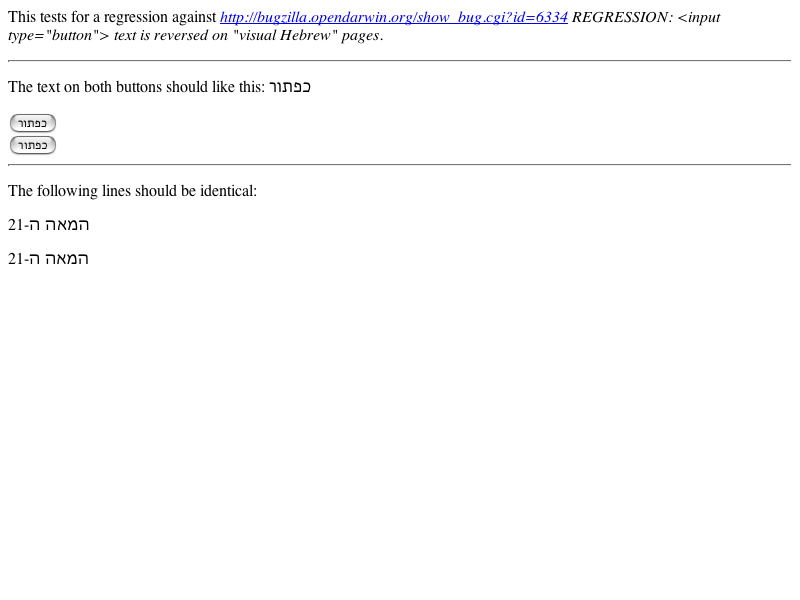 This tests for a regression against http://bugzilla.opendarwin.org/show_bug.cgi?id=6334 REGRESSION: <input
type="button"> text is reversed on "visual Hebrew" pages.
The text on both buttons should like this: כפתור
כפתור
כפתור
The following lines should be identical:
המאה ה-21
המאה ה-21